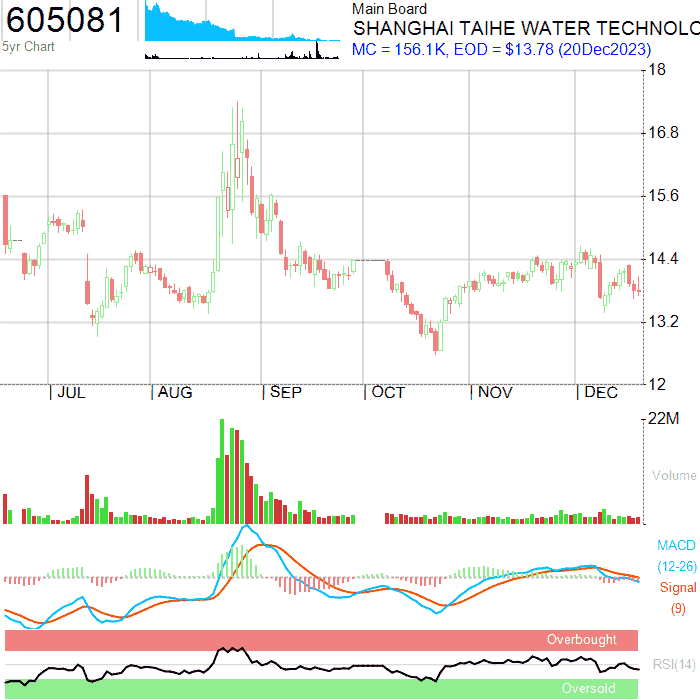 605081
5yr Chart
Main Board
SHANGHAI TAIHE WATER TECHNOLO
MC = 156.1K, EOD = $13.78 (20Dec2023)
18
16.8
15.6
14.4
13.2
12
JUL AUG SEP OCT NOV DEC
22M
Volume
MACD
(12-26)
Signal
(9)
Overbought
RSI(14)
Oversold